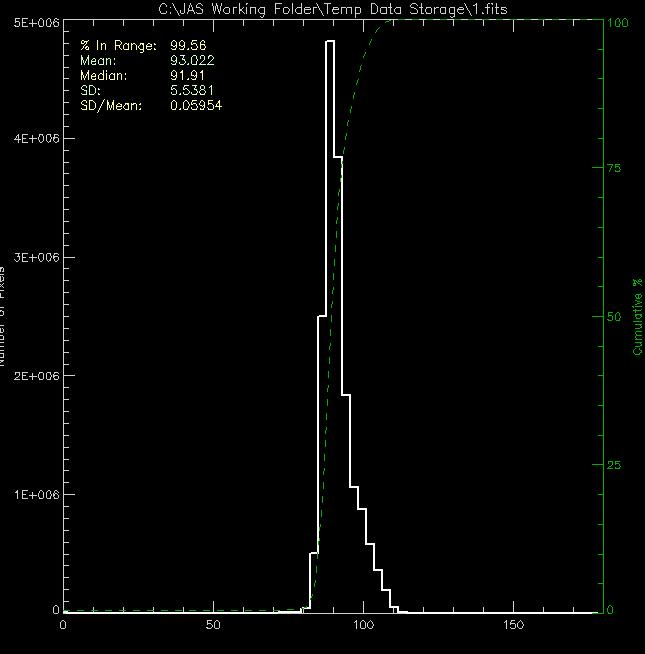 C:\JAS Working Folder\Temp Data Storage\1.fits
% In Range: 99.56
Mean: 93.022
Median: 91.91
SD: 5.5381
SD/Mean: 0.05954
5E+006
4E+006
3E+006
2E+006
1E+006
0
Number of Pixels
100
75
50
25
0
Cumulative %
0
50
100
150